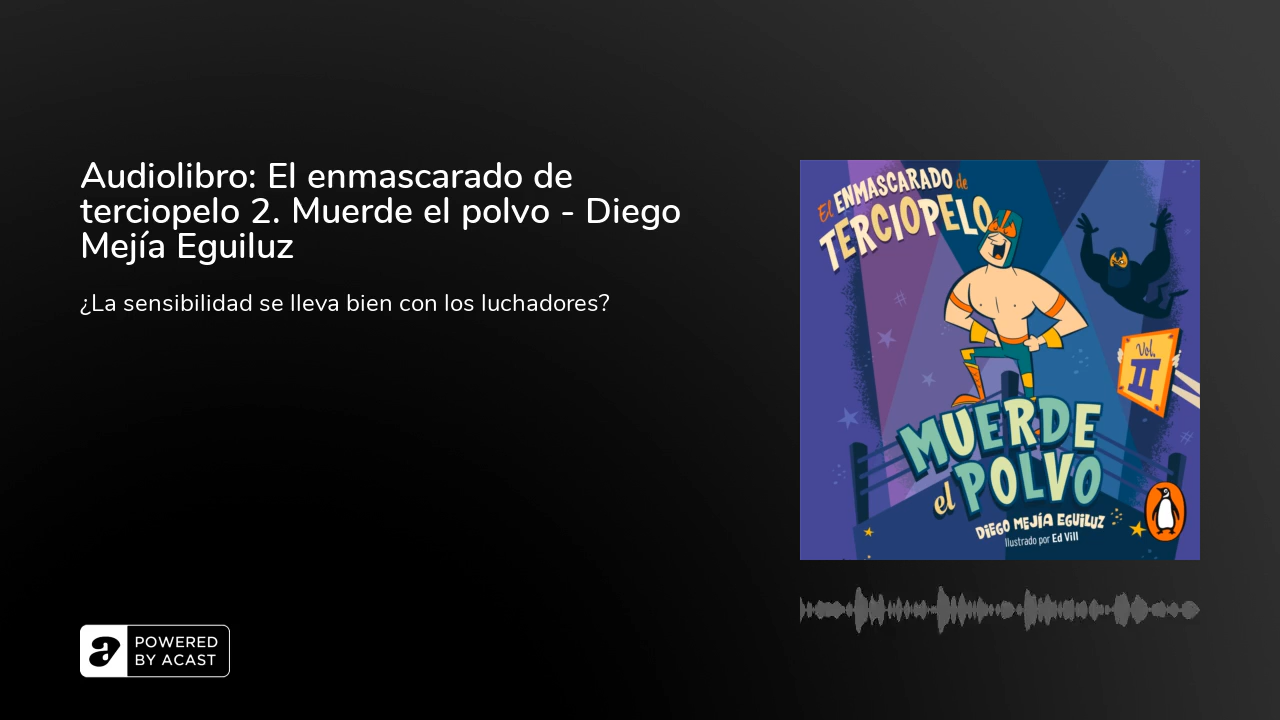 Audiolibro: El enmascarado de
terciopelo 2. Muerde el polvo - Diego
Mejía Eguiluz
¿La sensibilidad se lleva bien con los luchadores?
El ENMASCARADO de
TERCIOPELO
Vol.
II
MUERDE
el POLVO
DIEGO MEJÍA EGUILUZ
Ilustrado por Ed Vill
POWERED
BY ACAST